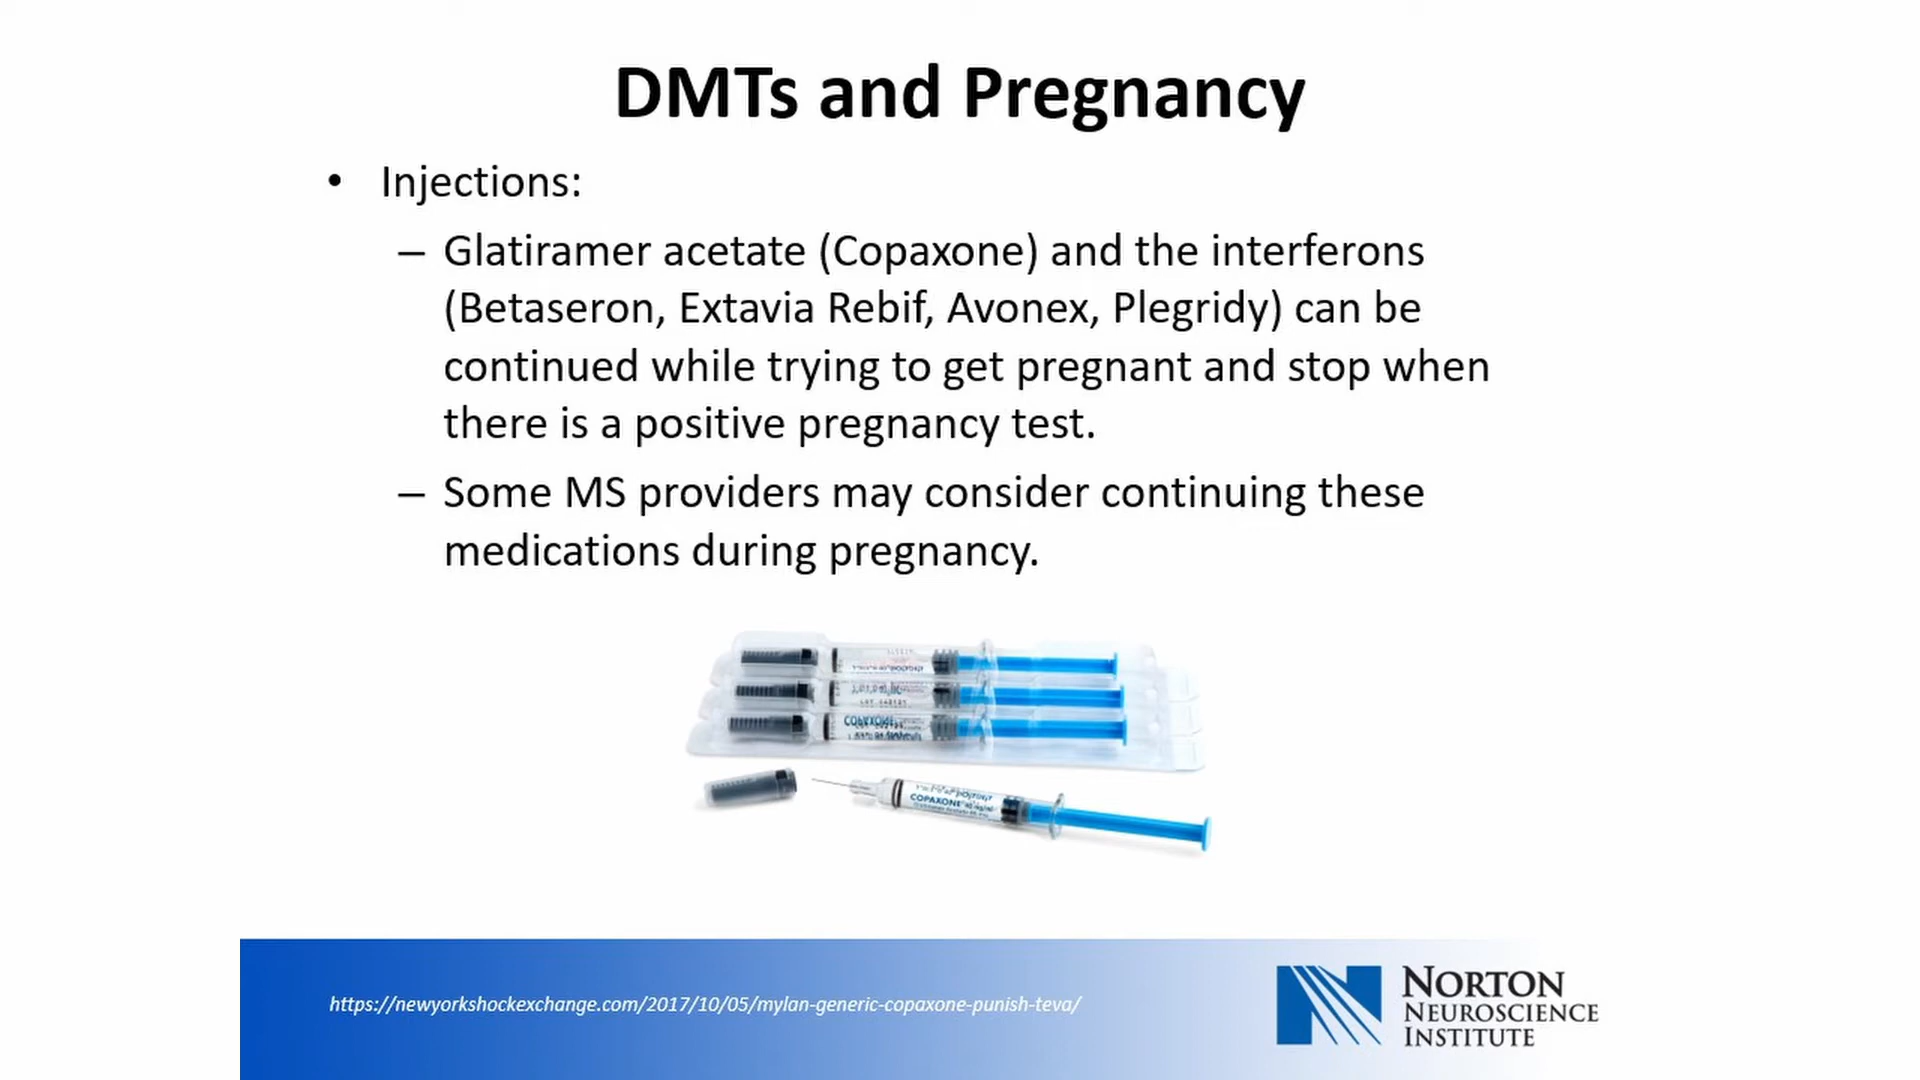 DMTs and Pregnancy
• Injections:
– Glatiramer acetate (Copaxone) and the interferons
(Betaseron, Extavia Rebif, Avonex, Plegridy) can be
continued while trying to get pregnant and stop when
there is a positive pregnancy test.
– Some MS providers may consider continuing these
medications during pregnancy.
COPAXONE
COPAXONE
https://newyorkshockexchange.com/2017/10/05/mylan-generic-copaxone-punish-teva/
NORTON
NEUROSCIENCE
INSTITUTE